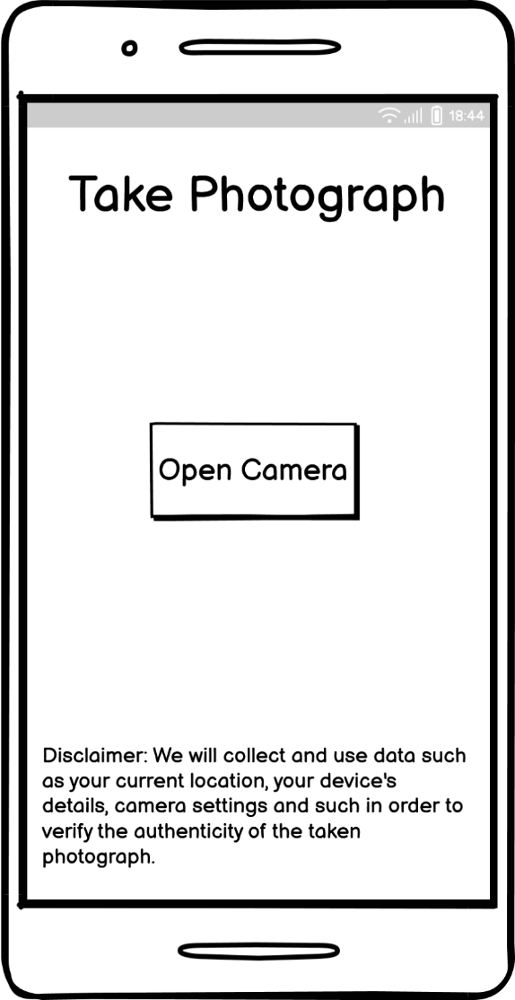 18:44
Take Photograph
Open Camera
Disclaimer: We will collect and use data such
as your current location, your device's
details, camera settings and such in order to
verify the authenticity of the taken
photograph.